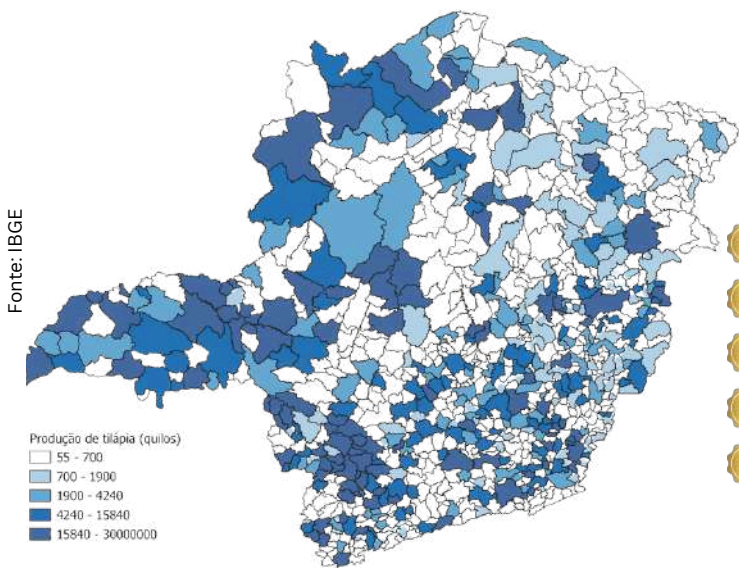 Fonte: IBGE
Produção de tilápia (quilos)
55 - 700
700 - 1900
1900 - 4240
4240 - 15840
15840 - 30000000